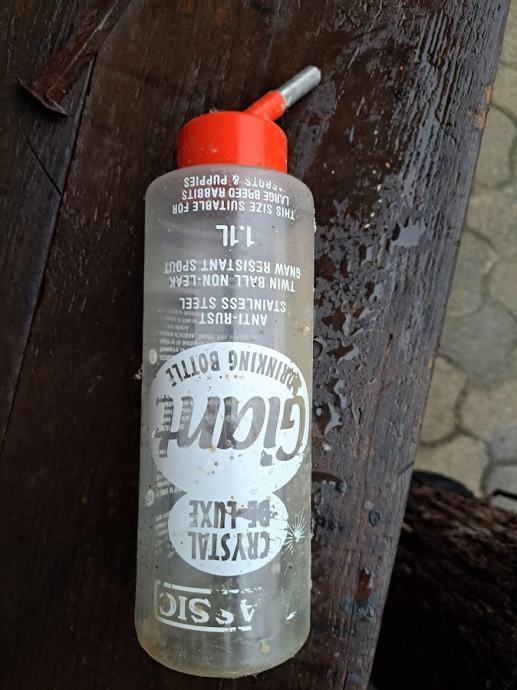 ASSIC
CRYSTAL
DE-LUXE
Giant
DRINKING BOTTLE
ANTI-RUST
STAINLESS STEEL
TWIN BALL NON-LEAK
GNAW RESISTANT SPOUT
1.1L
THIS SIZE SUITABLE FOR
LARGE BREED RABBITS
& PUPPIES